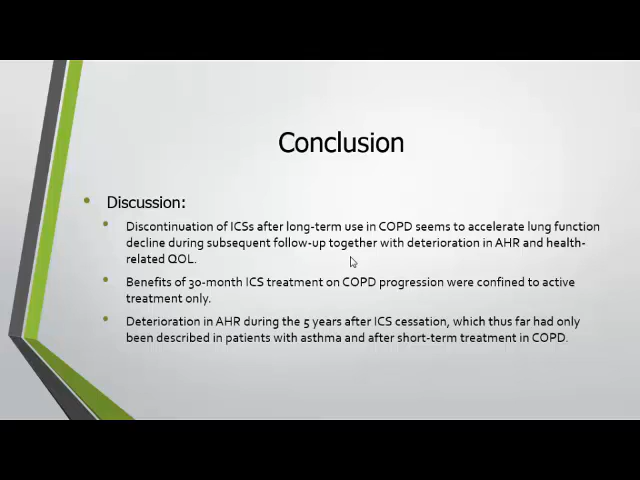 Conclusion
Discussion:
Discontinuation of ICSs after long-term use in COPD seems to accelerate lung function
decline during subsequent follow-up together with deterioration in AHR and health-
related QOL.
Benefits of 30-month ICS treatment on COPD progression were confined to active
treatment only.
Deterioration in AHR during the 5 years after ICS cessation, which thus far had only
been described in patients with asthma and after short-term treatment in COPD.